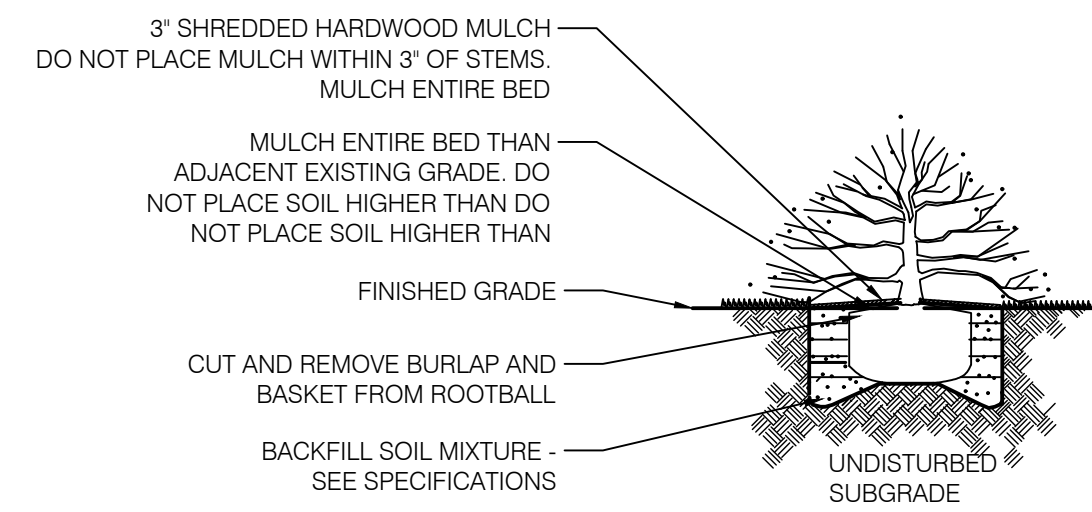 3" SHREDDED HARDWOOD MULCH
DO NOT PLACE MULCH WITHIN 3" OF STEMS.
MULCH ENTIRE BED
MULCH ENTIRE BED THAN
ADJACENT EXISTING GRADE. DO
NOT PLACE SOIL HIGHER THAN DO
NOT PLACE SOIL HIGHER THAN
FINISHED GRADE
CUT AND REMOVE BURLAP AND
BASKET FROM ROOTBALL
BACKFILL SOIL MIXTURE -
SEE SPECIFICATIONS
UNDISTURBED
SUBGRADE